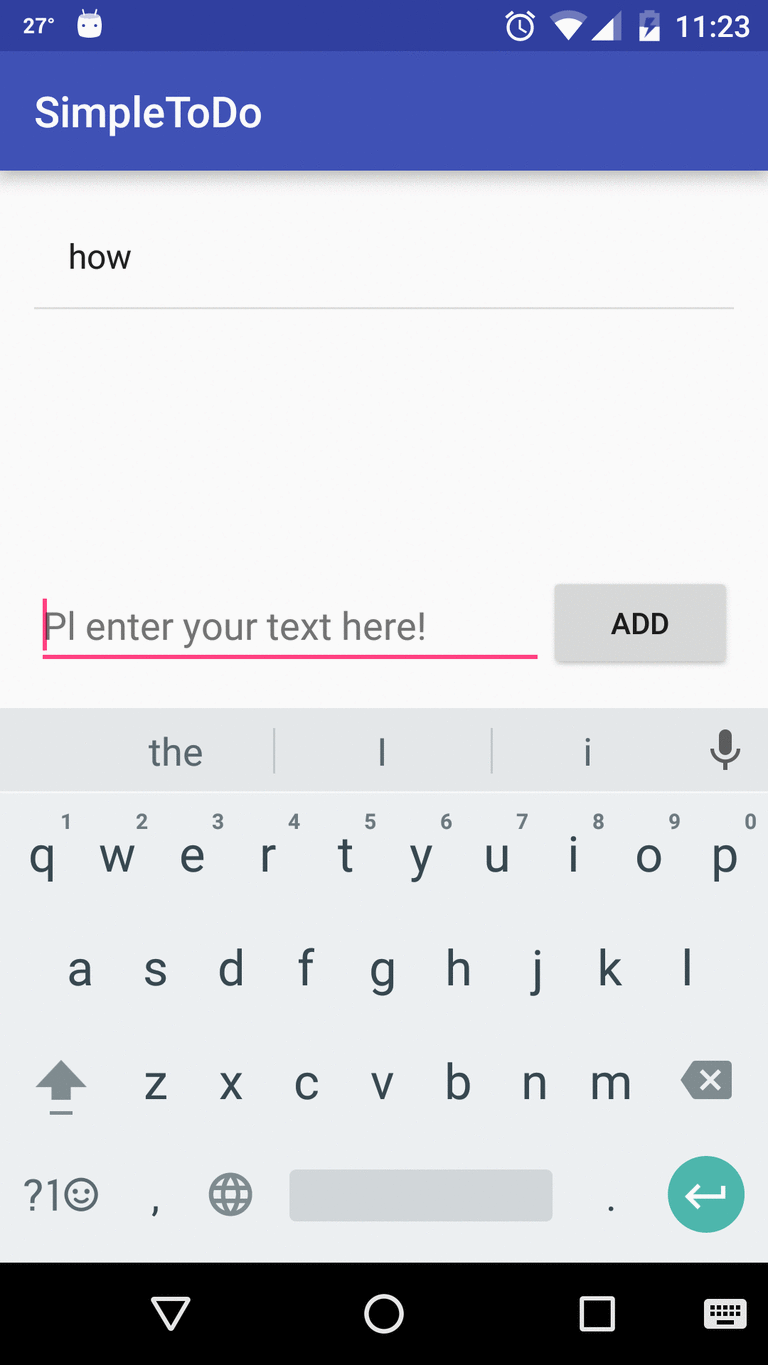 27° 11:23
SimpleToDo
how
Pl enter your text here!
ADD
the I i
1 2 3 4 5 6 7 8 9 0
q w e r t y u i o p
a s d f g h j k l
z x c v b n m
?1☺ , .